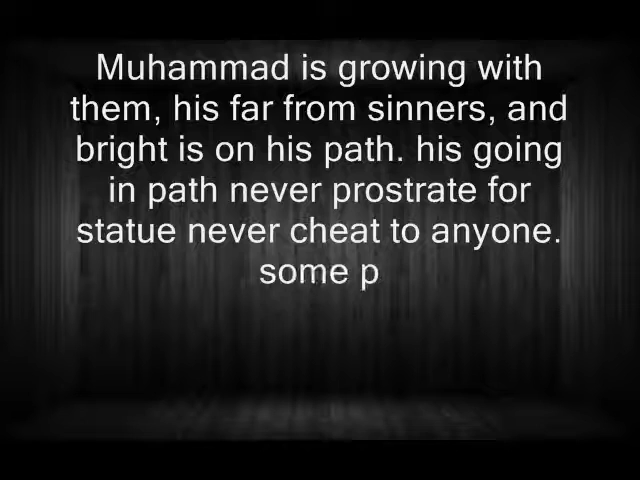 Muhammad is growing with
them, his far from sinners, and
bright is on his path. his going
in path never prostrate for
statue never cheat to anyone.
some p